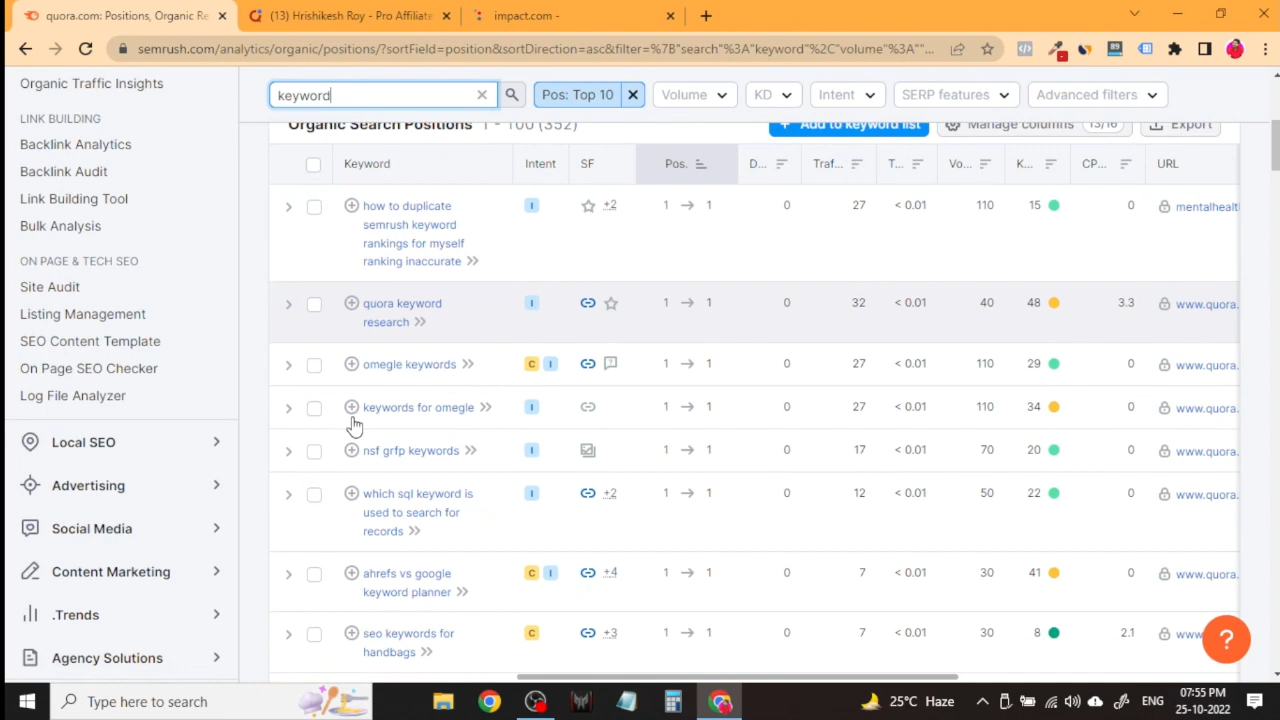 quora.com: Positions, Organic Re
(13) Hrishikesh Roy - Pro Affiliate
impact.com -
semrush.com/analytics/organic/positions/?sortField=position&sortDirection=asc&filter=%7B"search"%3A"keyword"%2C"volume"%3A""...
89
Organic Traffic Insights
LINK BUILDING
Backlink Analytics
Backlink Audit
Link Building Tool
Bulk Analysis
ON PAGE & TECH SEO
Site Audit
Listing Management
SEO Content Template
On Page SEO Checker
Log File Analyzer
Local SEO
Advertising
Social Media
Content Marketing
.Trends
Agency Solutions
keyword
Pos: Top 10
Volume
KD
Intent
SERP features
Advanced filters
Organic Search Positions 1 - 100 (352)
+ Add to keyword list
Manage columns 13/16
Export
Keyword Intent SF Pos. D... Traf... T... Vo... K... CP... URL
how to duplicate
semrush keyword
rankings for myself
ranking inaccurate
I +2 1 → 1 0 27 < 0.01 110 15 0 mentalhealt
quora keyword
research
I 1 → 1 0 32 < 0.01 40 48 3.3 www.quora.
omegle keywords C I 1 → 1 0 27 < 0.01 110 29 0 www.quora.
keywords for omegle I 1 → 1 0 27 < 0.01 110 34 0 www.quora.
nsf grfp keywords I 1 → 1 0 17 < 0.01 70 20 0 www.quora.
which sql keyword is
used to search for
records
I +2 1 → 1 0 12 < 0.01 50 22 0 www.quora.
ahrefs vs google
keyword planner
C I +4 1 → 1 0 7 < 0.01 30 41 0 www.quora.
seo keywords for
handbags
C +3 1 → 1 0 7 < 0.01 30 8 2.1 www
?
Type here to search
25°C Haze
ENG
07:55 PM
25-10-2022